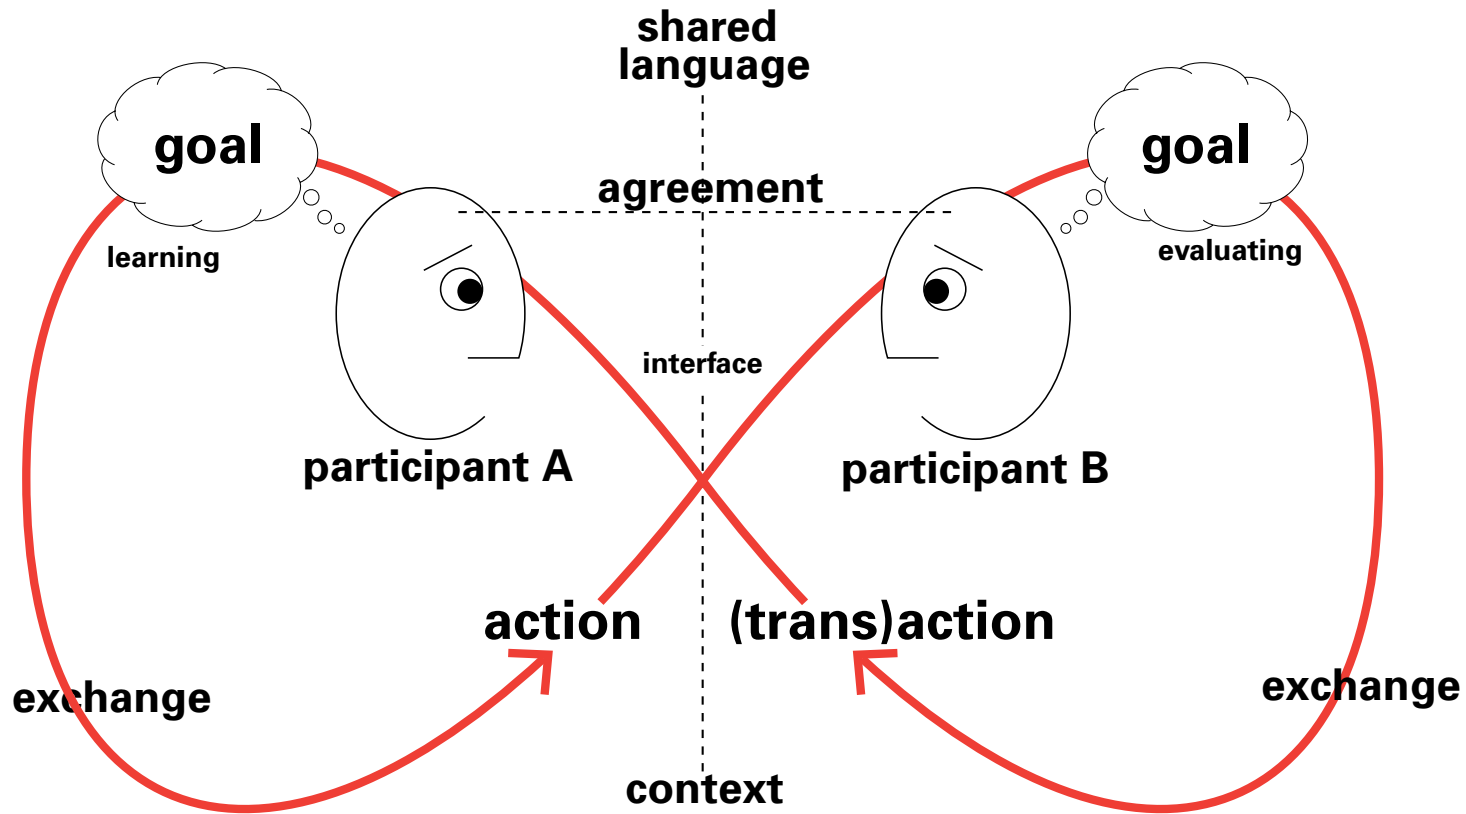 shared
language
goal
goal
agreement
learning
evaluating
interface
participant A
participant B
action
(trans)action
exchange
exchange
context